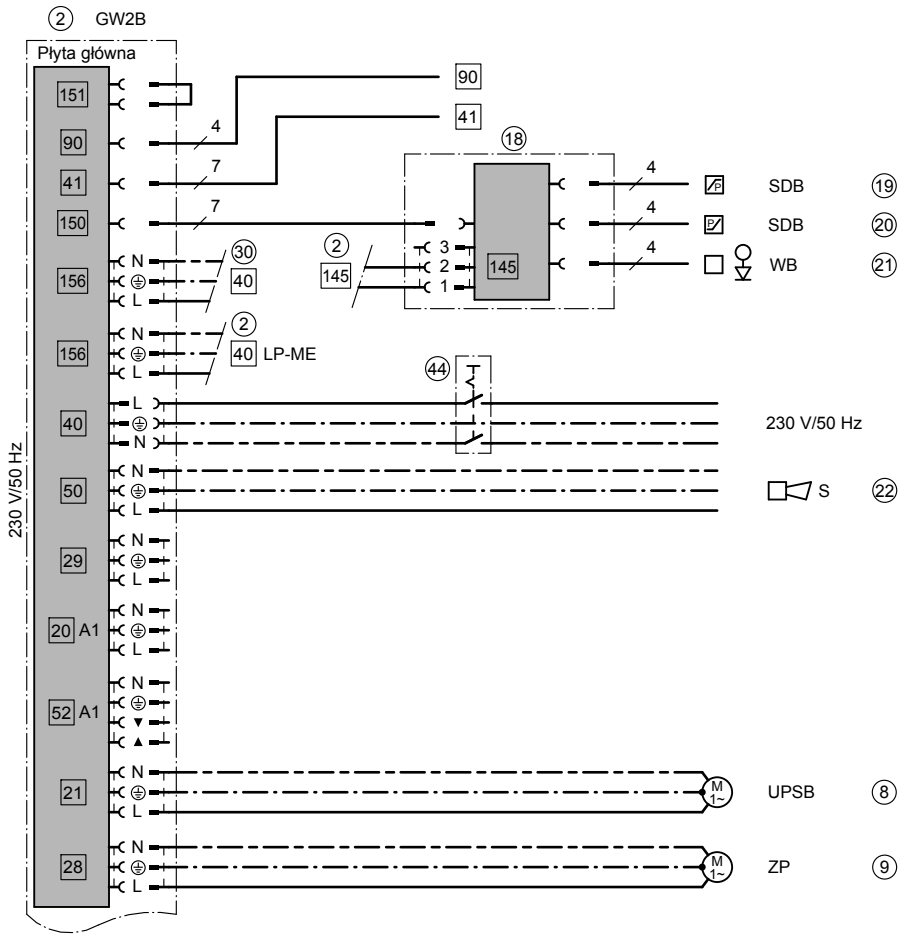 2 GW2B
Płyta główna
230 V/50 Hz
151
90 4 90
41 7 41
150 7
18
145
3
2
1
2
145
4 P SDB 19
4 P SDB 20
4 WB 21
156 N L 30 40
156 N L 2 40 LP-ME
40 L N 44 230 V/50 Hz
50 N L S 22
29 N L
20 A1 N L
52 A1 N ▼ ▲
21 N L M 1~ UPSB 8
28 N L M 1~ ZP 9